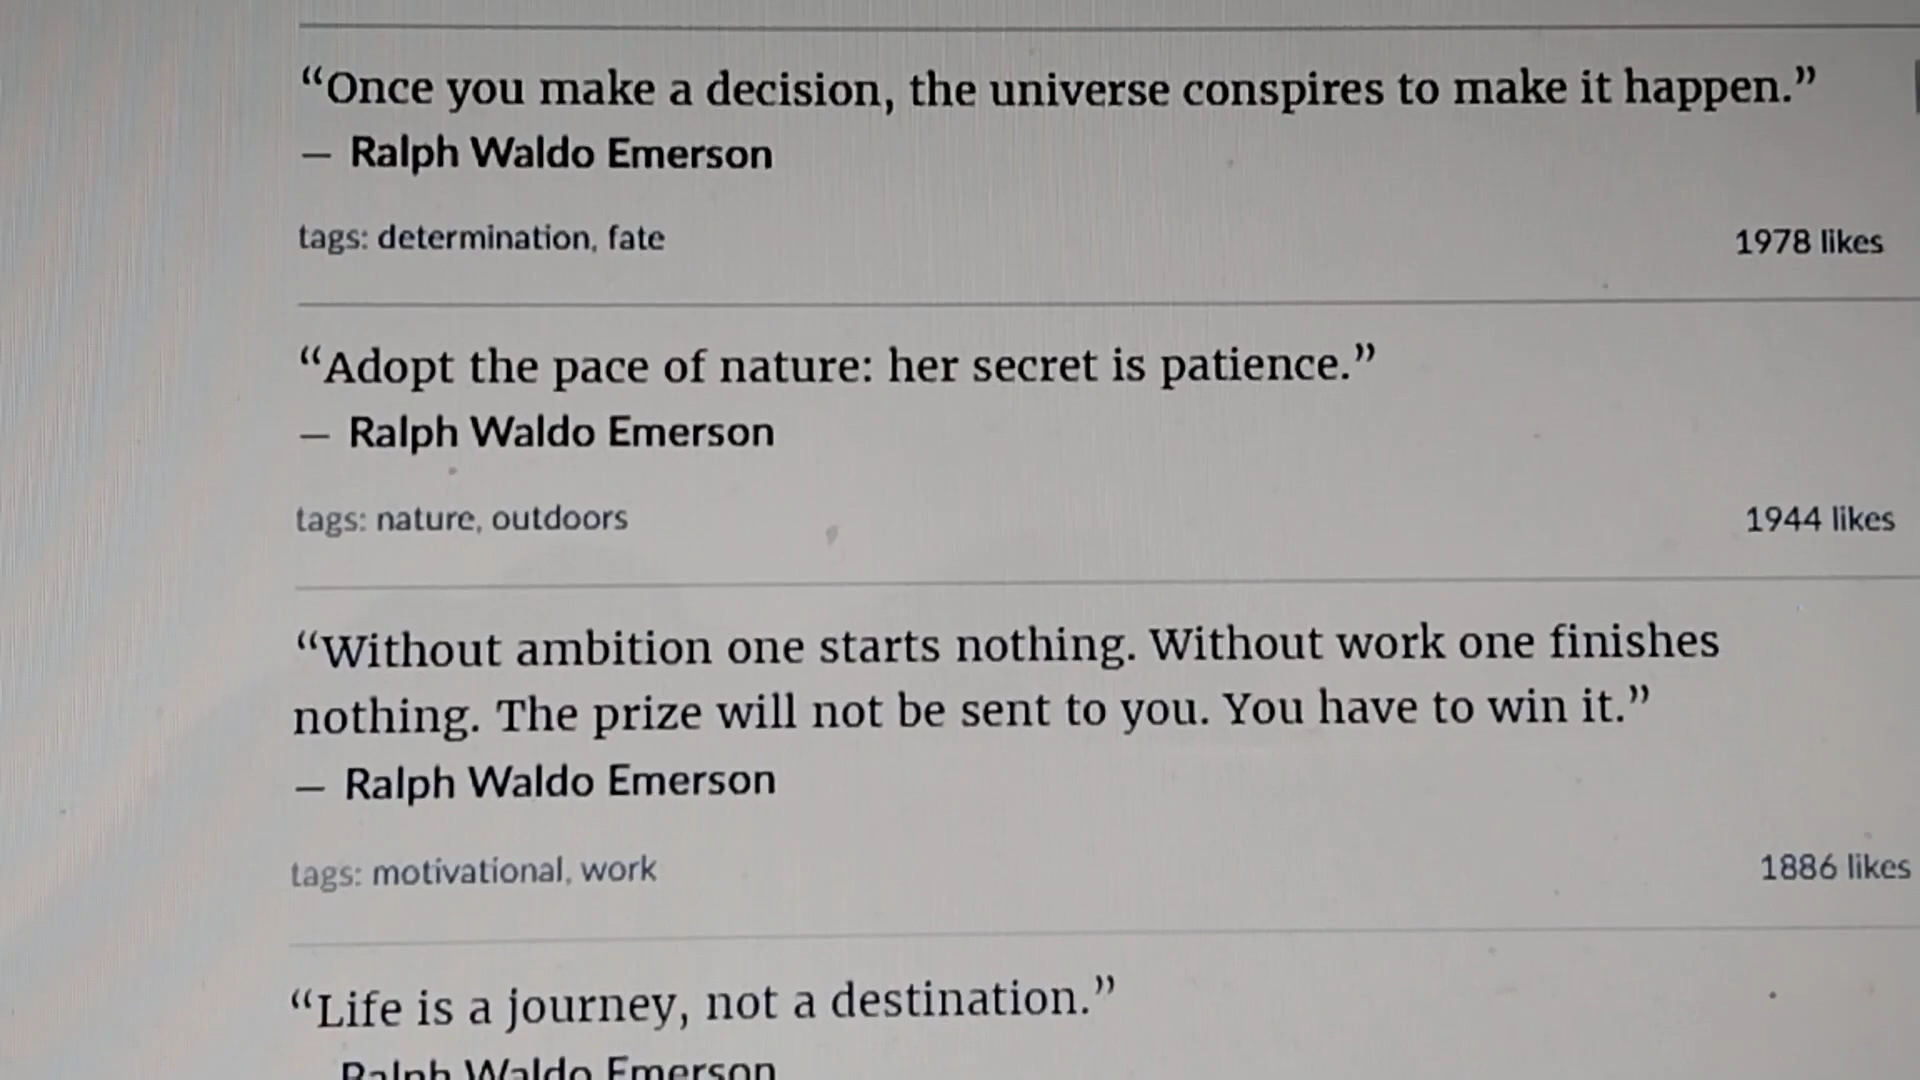 “Once you make a decision, the universe conspires to make it happen.”
— Ralph Waldo Emerson
tags: determination, fate
1978 likes
“Adopt the pace of nature: her secret is patience.”
— Ralph Waldo Emerson
tags: nature, outdoors
1944 likes
“Without ambition one starts nothing. Without work one finishes
nothing. The prize will not be sent to you. You have to win it.”
— Ralph Waldo Emerson
tags: motivational, work
1886 likes
“Life is a journey, not a destination.”
Ralph Waldo Emerson